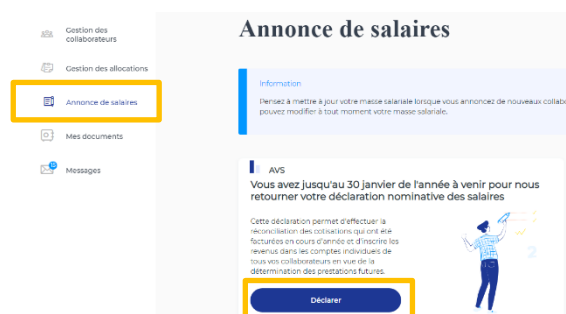 Gestion des
collaborateurs
Gestion des allocations
Annonce de salaires
Mes documents
Messages
Annonce de salaires
Information
Pensez à mettre à jour votre masse salariale lorsque vous annoncez de nouveaux
pouvez modifier à tout moment votre masse salariale.
AVS
Vous avez jusqu'au 30 janvier de l'année à venir pour nous
retourner votre déclaration nominative des salaires
Cette déclaration permet d'effectuer la
réconciliation des cotisations qui ont été
facturées en cours d'année et d'inscrire les
revenus dans les comptes individuels de
tous vos collaborateurs en vue de la
détermination des prestations futures.
2
Déclarer